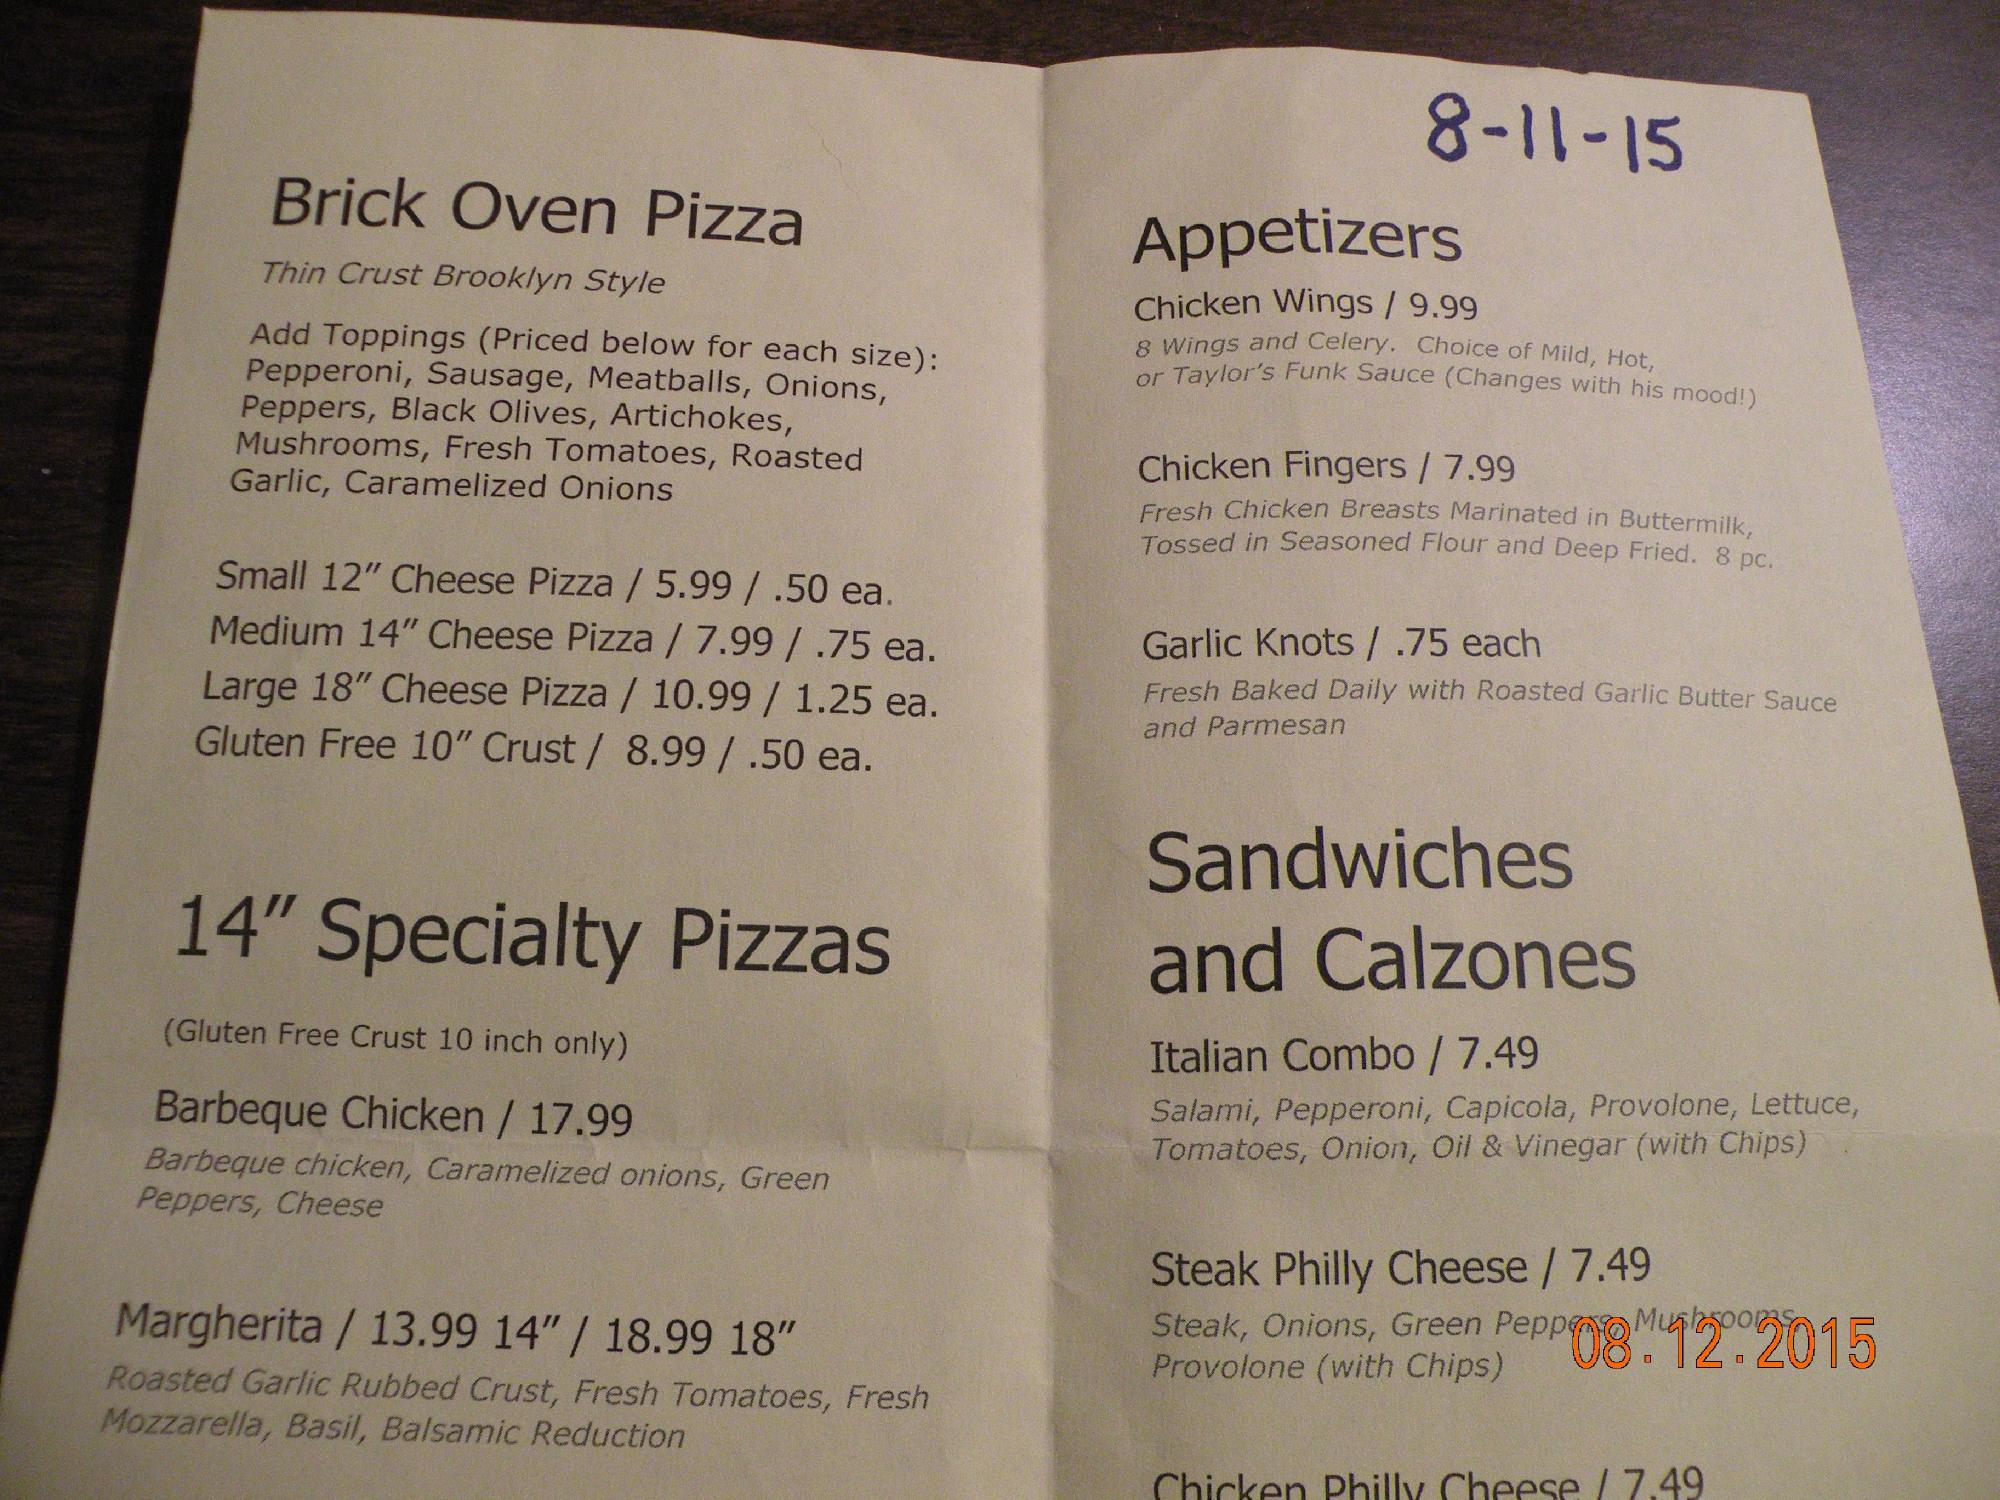 Brick Oven Pizza
Thin Crust Brooklyn Style
Add Toppings (Priced below for each size):
Pepperoni, Sausage, Meatballs, Onions,
Peppers, Black Olives, Artichokes,
Mushrooms, Fresh Tomatoes, Roasted
Garlic, Caramelized Onions
Small 12" Cheese Pizza / 5.99 / .50 ea.
Medium 14" Cheese Pizza / 7.99 / .75 ea.
Large 18" Cheese Pizza / 10.99 / 1.25 ea.
Gluten Free 10" Crust /  8.99 / .50 ea.
14" Specialty Pizzas
(Gluten Free Crust 10 inch only)
Barbeque Chicken / 17.99
Barbeque chicken, Caramelized onions, Green
Peppers, Cheese
Margherita / 13.99 14" / 18.99 18"
Roasted Garlic Rubbed Crust, Fresh Tomatoes, Fresh
Mozzarella, Basil, Balsamic Reduction
8-11-15
Appetizers
Chicken Wings / 9.99
8 Wings and Celery.  Choice of Mild, Hot,
or Taylor's Funk Sauce (Changes with his mood!)
Chicken Fingers / 7.99
Fresh Chicken Breasts Marinated in Buttermilk,
Tossed in Seasoned Flour and Deep Fried.  8 pc.
Garlic Knots / .75 each
Fresh Baked Daily with Roasted Garlic Butter Sauce
and Parmesan
Sandwiches
and Calzones
Italian Combo / 7.49
Salami, Pepperoni, Capicola, Provolone, Lettuce,
Tomatoes, Onion, Oil & Vinegar (with Chips)
Steak Philly Cheese / 7.49
Steak, Onions, Green Peppers, Mushrooms,
Provolone (with Chips)
Chicken Philly Cheese / 7.49
08.12.2015